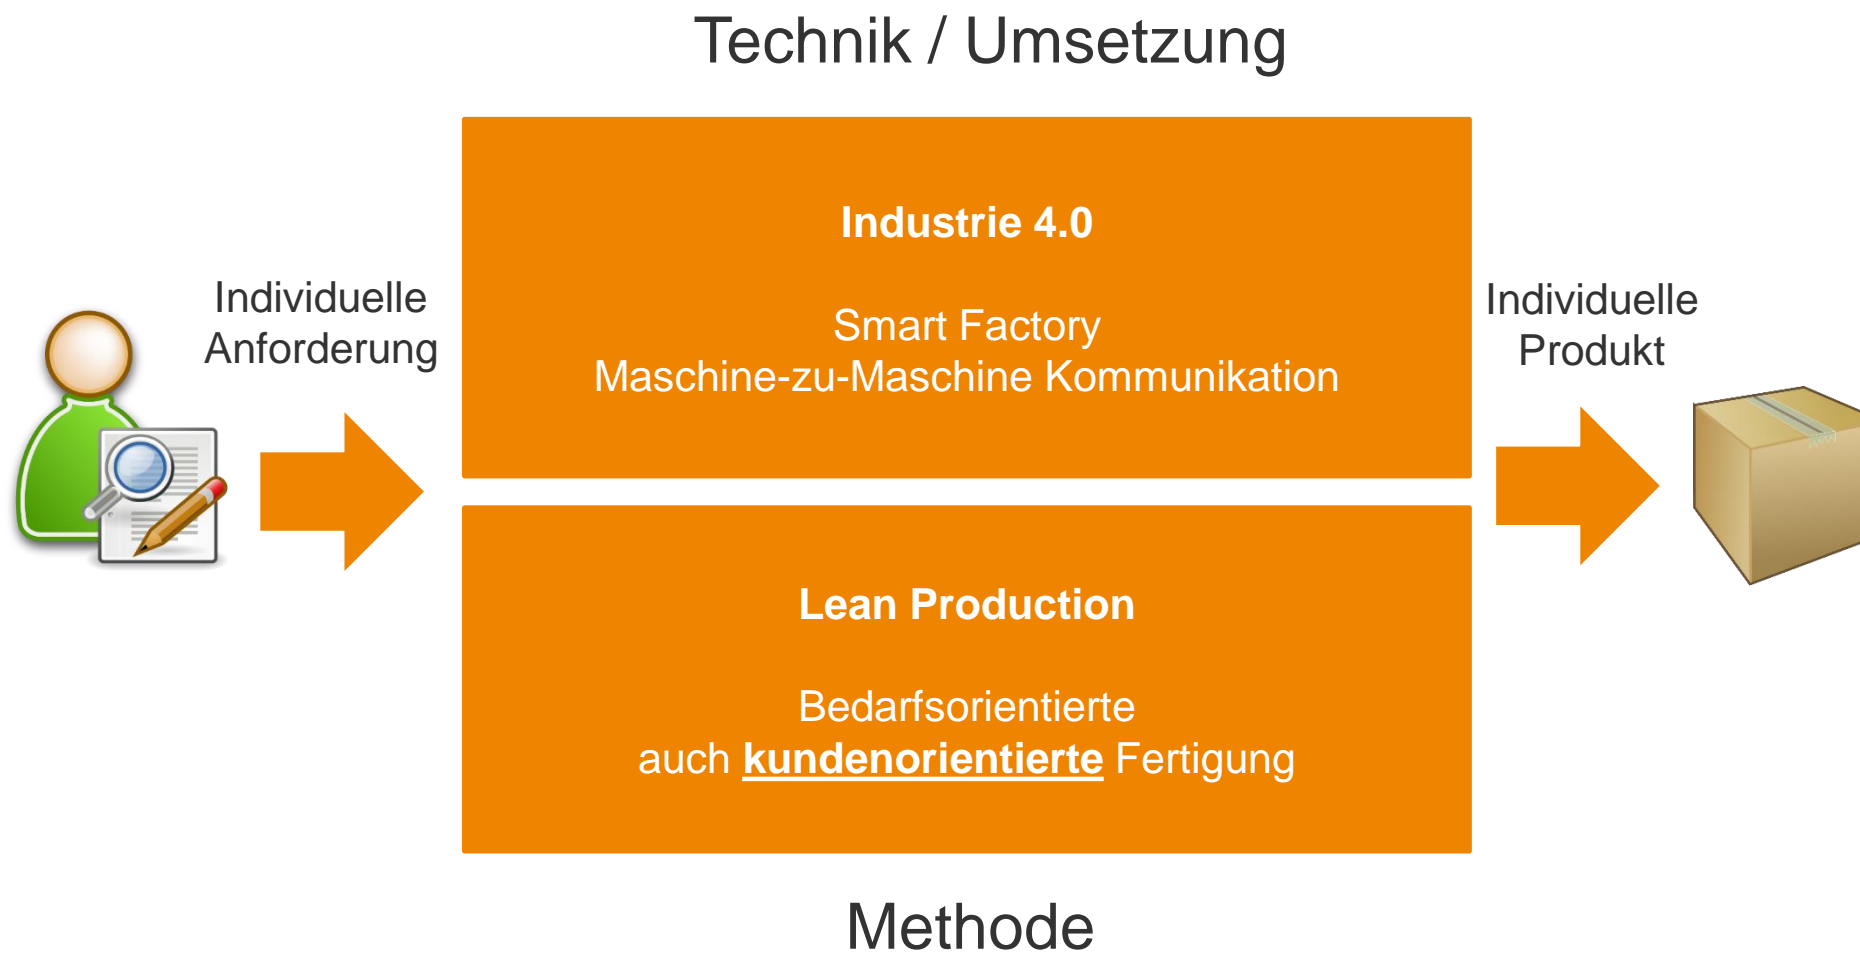 Technik / Umsetzung
Industrie 4.0
Smart Factory
Maschine-zu-Maschine Kommunikation
Individuelle
Anforderung
Individuelle
Produkt
Lean Production
Bedarfsorientierte
auch kundenorientierte Fertigung
Methode